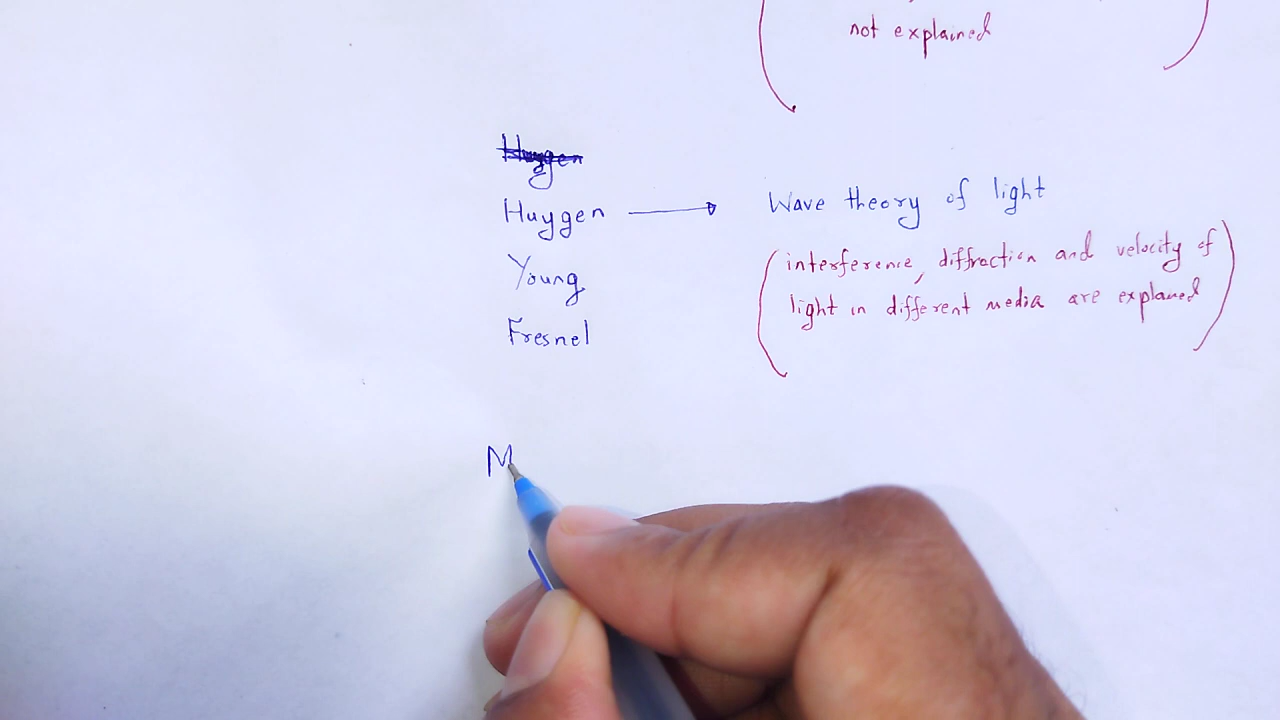 not explained
Huygen
Huygen → Wave theory of light
Young
Fresnel
(interference, diffraction and velocity of
light in different media are explained)
M